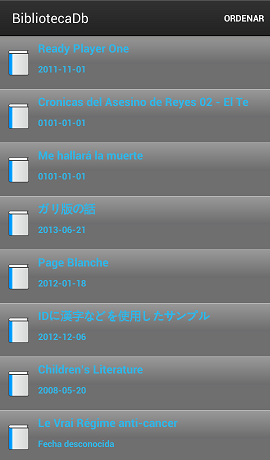 BibliotecaDb
ORDENAR
Ready Player One
2011-11-01
Cronicas del Asesino de Reyes 02 - El Te
0101-01-01
Me hallará la muerte
0101-01-01
ガリ版の話
2013-06-21
Page Blanche
2012-01-18
IDに漢字などを使用したサンプル
2012-12-06
Children's Literature
2008-05-20
Le Vrai Régime anti-cancer
Fecha desconocida